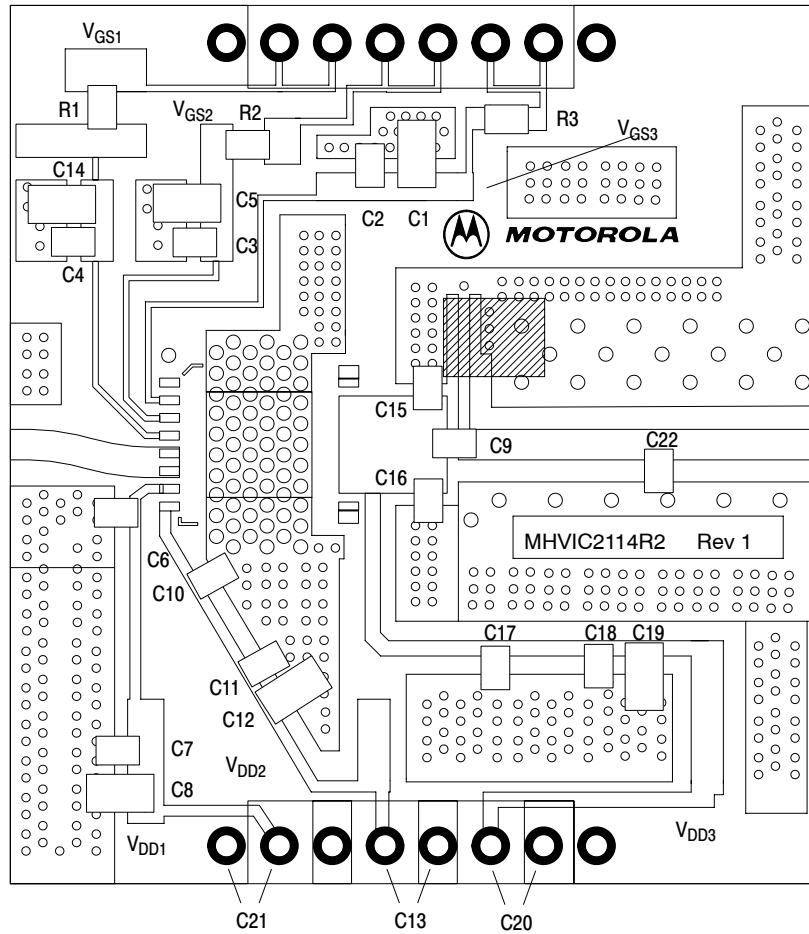 VGS1
R1
VGS2
R2
R3
VGS3
C14
C5
C2
C1
C3
C4
MOTOROLA
C15
C9
C22
C16
MHVIC2114R2 Rev 1
C6
C10
C17
C18
C19
C11
C12
C7
VDD2
C8
VDD1
VDD3
C21
C13
C20